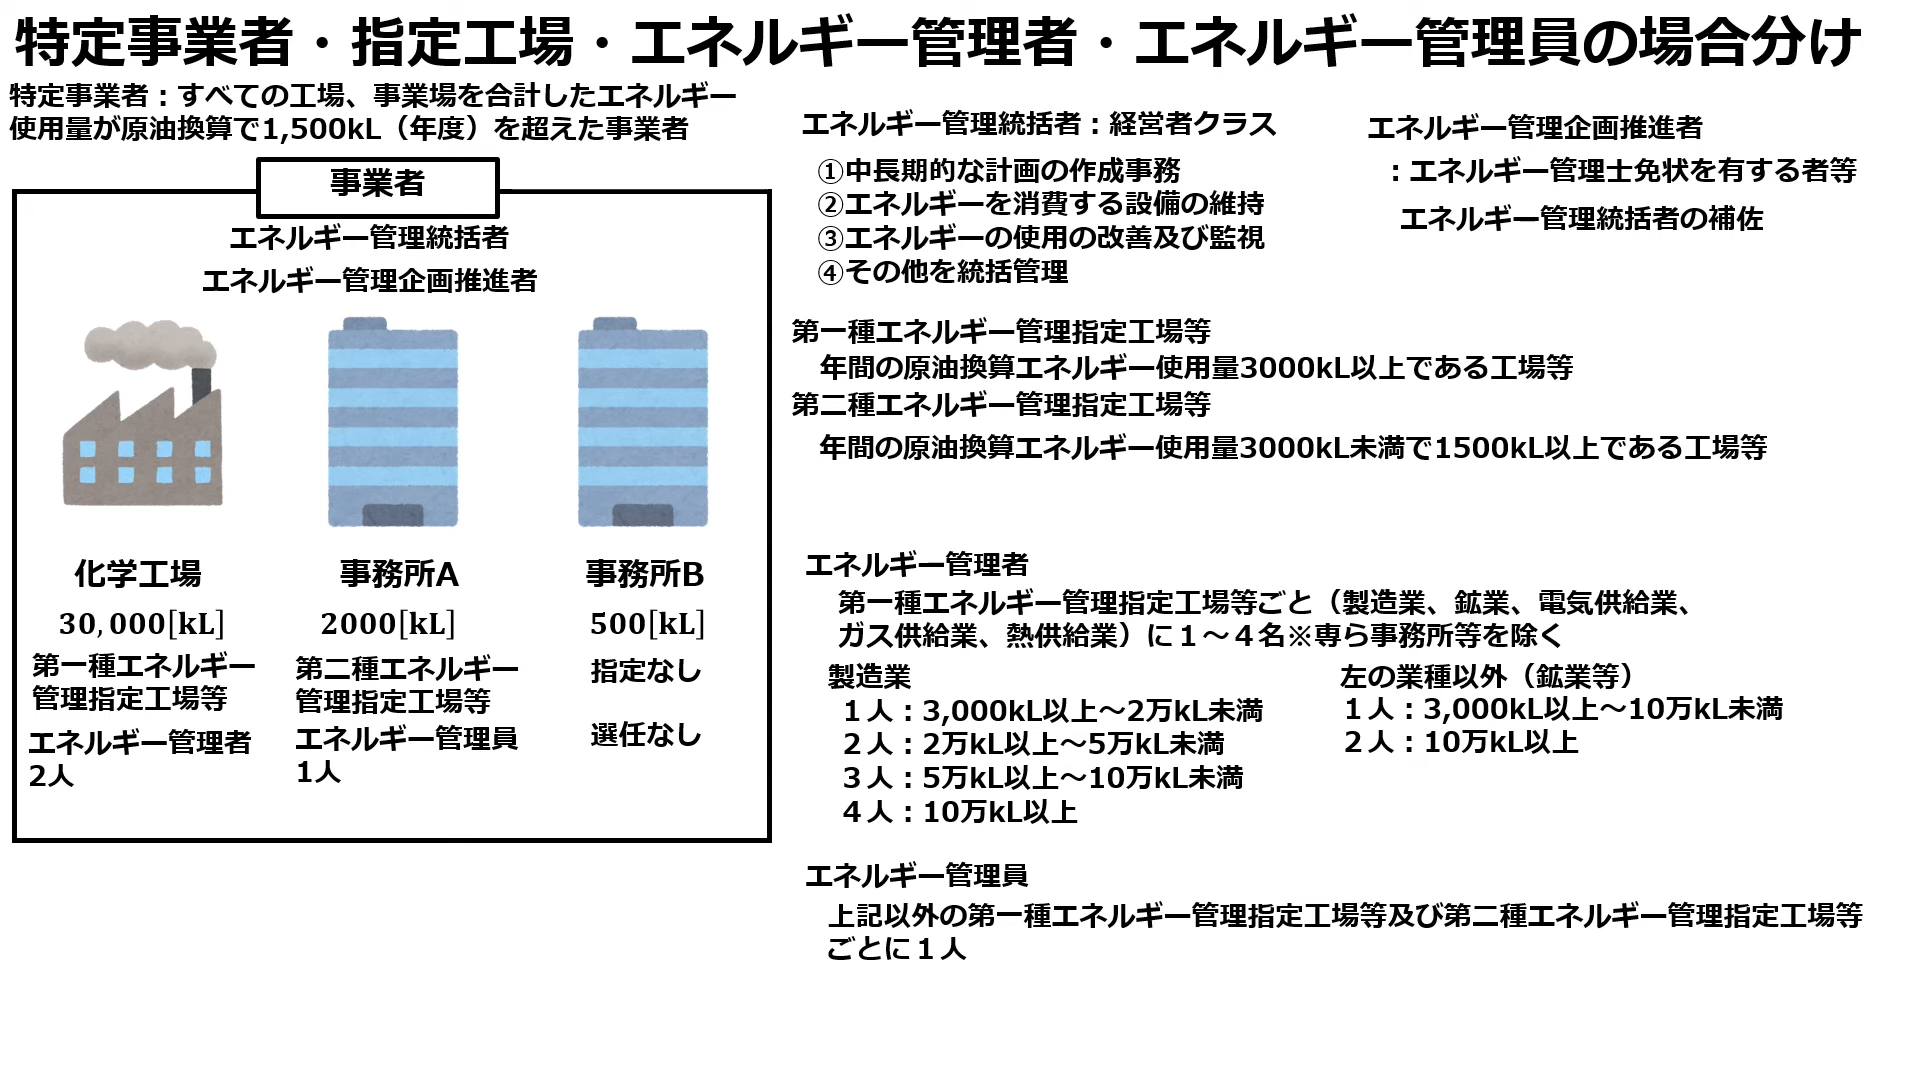 特定事業者・指定工場・エネルギー管理者・エネルギー管理員の場合分け
特定事業者：すべての工場、事業場を合計したエネルギー
使用量が原油換算で1,500kL（年度）を超えた事業者
事業者
エネルギー管理統括者
エネルギー管理企画推進者
化学工場
30,000[kL]
第一種エネルギー
管理指定工場等
エネルギー管理者
2人
事務所A
2000[kL]
第二種エネルギー
管理指定工場等
エネルギー管理員
1人
事務所B
500[kL]
指定なし
選任なし
エネルギー管理統括者：経営者クラス
①中長期的な計画の作成事務
②エネルギーを消費する設備の維持
③エネルギーの使用の改善及び監視
④その他を統括管理
エネルギー管理企画推進者
：エネルギー管理士免状を有する者等
エネルギー管理統括者の補佐
第一種エネルギー管理指定工場等
年間の原油換算エネルギー使用量3000kL以上である工場等
第二種エネルギー管理指定工場等
年間の原油換算エネルギー使用量3000kL未満で1500kL以上である工場等
エネルギー管理者
第一種エネルギー管理指定工場等ごと（製造業、鉱業、電気供給業、
ガス供給業、熱供給業）に１～４名※専ら事務所等を除く
製造業
１人：3,000kL以上～2万kL未満
２人：2万kL以上～5万kL未満
３人：5万kL以上～10万kL未満
４人：10万kL以上
左の業種以外（鉱業等）
１人：3,000kL以上～10万kL未満
２人：10万kL以上
エネルギー管理員
上記以外の第一種エネルギー管理指定工場等及び第二種エネルギー管理指定工場等
ごとに１人